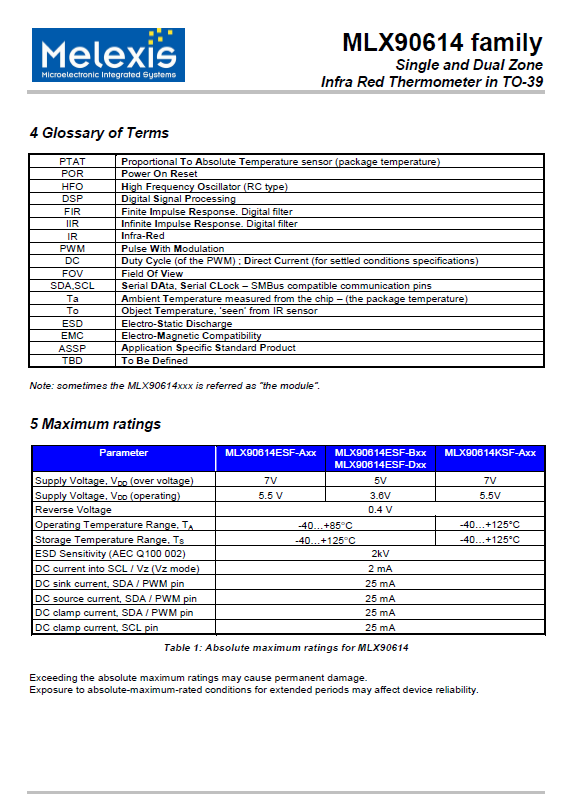 Melexis
Microelectronic Integrated Systems
MLX90614 family
Single and Dual Zone
Infra Red Thermometer in TO-39
4 Glossary of Terms
PTAT Proportional To Absolute Temperature sensor (package temperature)
POR Power On Reset
HFO High Frequency Oscillator (RC type)
DSP Digital Signal Processing
FIR Finite Impulse Response. Digital filter
IIR Infinite Impulse Response. Digital filter
IR Infra-Red
PWM Pulse With Modulation
DC Duty Cycle (of the PWM) ; Direct Current (for settled conditions specifications)
FOV Field Of View
SDA,SCL Serial DAta, Serial CLock – SMBus compatible communication pins
Ta Ambient Temperature measured from the chip – (the package temperature)
To Object Temperature, 'seen' from IR sensor
ESD Electro-Static Discharge
EMC Electro-Magnetic Compatibility
ASSP Application Specific Standard Product
TBD To Be Defined
Note: sometimes the MLX90614xxx is referred as "the module".
5 Maximum ratings
Parameter MLX90614ESF-Axx MLX90614ESF-Bxx MLX90614KSF-Axx
MLX90614ESF-Dxx
Supply Voltage, VDD (over voltage) 7V 5V 7V
Supply Voltage, VDD (operating) 5.5 V 3.6V 5.5V
Reverse Voltage 0.4 V
Operating Temperature Range, TA -40…+85°C -40…+125°C
Storage Temperature Range, TS -40…+125°C -40…+125°C
ESD Sensitivity (AEC Q100 002) 2kV
DC current into SCL / Vz (Vz mode) 2 mA
DC sink current, SDA / PWM pin 25 mA
DC source current, SDA / PWM pin 25 mA
DC clamp current, SDA / PWM pin 25 mA
DC clamp current, SCL pin 25 mA
Table 1: Absolute maximum ratings for MLX90614
Exceeding the absolute maximum ratings may cause permanent damage.
Exposure to absolute-maximum-rated conditions for extended periods may affect device reliability.